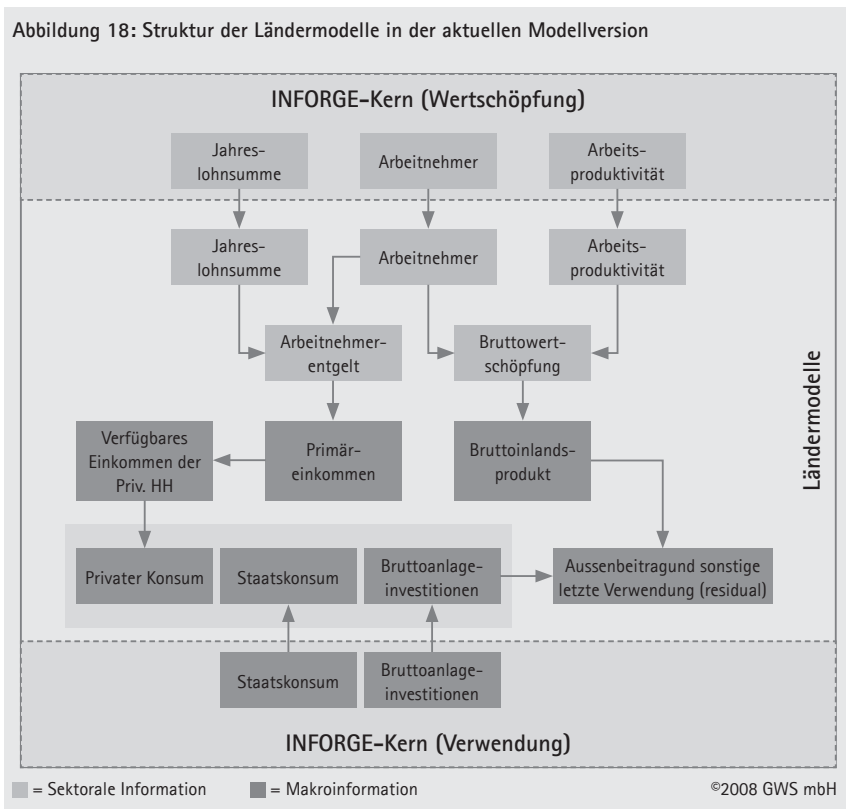 Abbildung 18: Struktur der Ländermodelle in der aktuellen Modellversion
INFORGE-Kern (Wertschöpfung)
Jahres-
lohnsumme
Arbeitnehmer
Arbeits-
produktivität
Jahres-
lohnsumme
Arbeitnehmer
Arbeits-
produktivität
Arbeitnehmer-
entgelt
Bruttowert-
schöpfung
Ländermodelle
Verfügbares
Einkommen der
Priv. HH
Primär-
einkommen
Bruttoinlands-
produkt
Privater Konsum
Staatskonsum
Bruttoanlage-
investitionen
Aussenbeitragund sonstige
letzte Verwendung (residual)
Staatskonsum
Bruttoanlage-
investitionen
INFORGE-Kern (Verwendung)
= Sektorale Information
= Makroinformation
©2008 GWS mbH